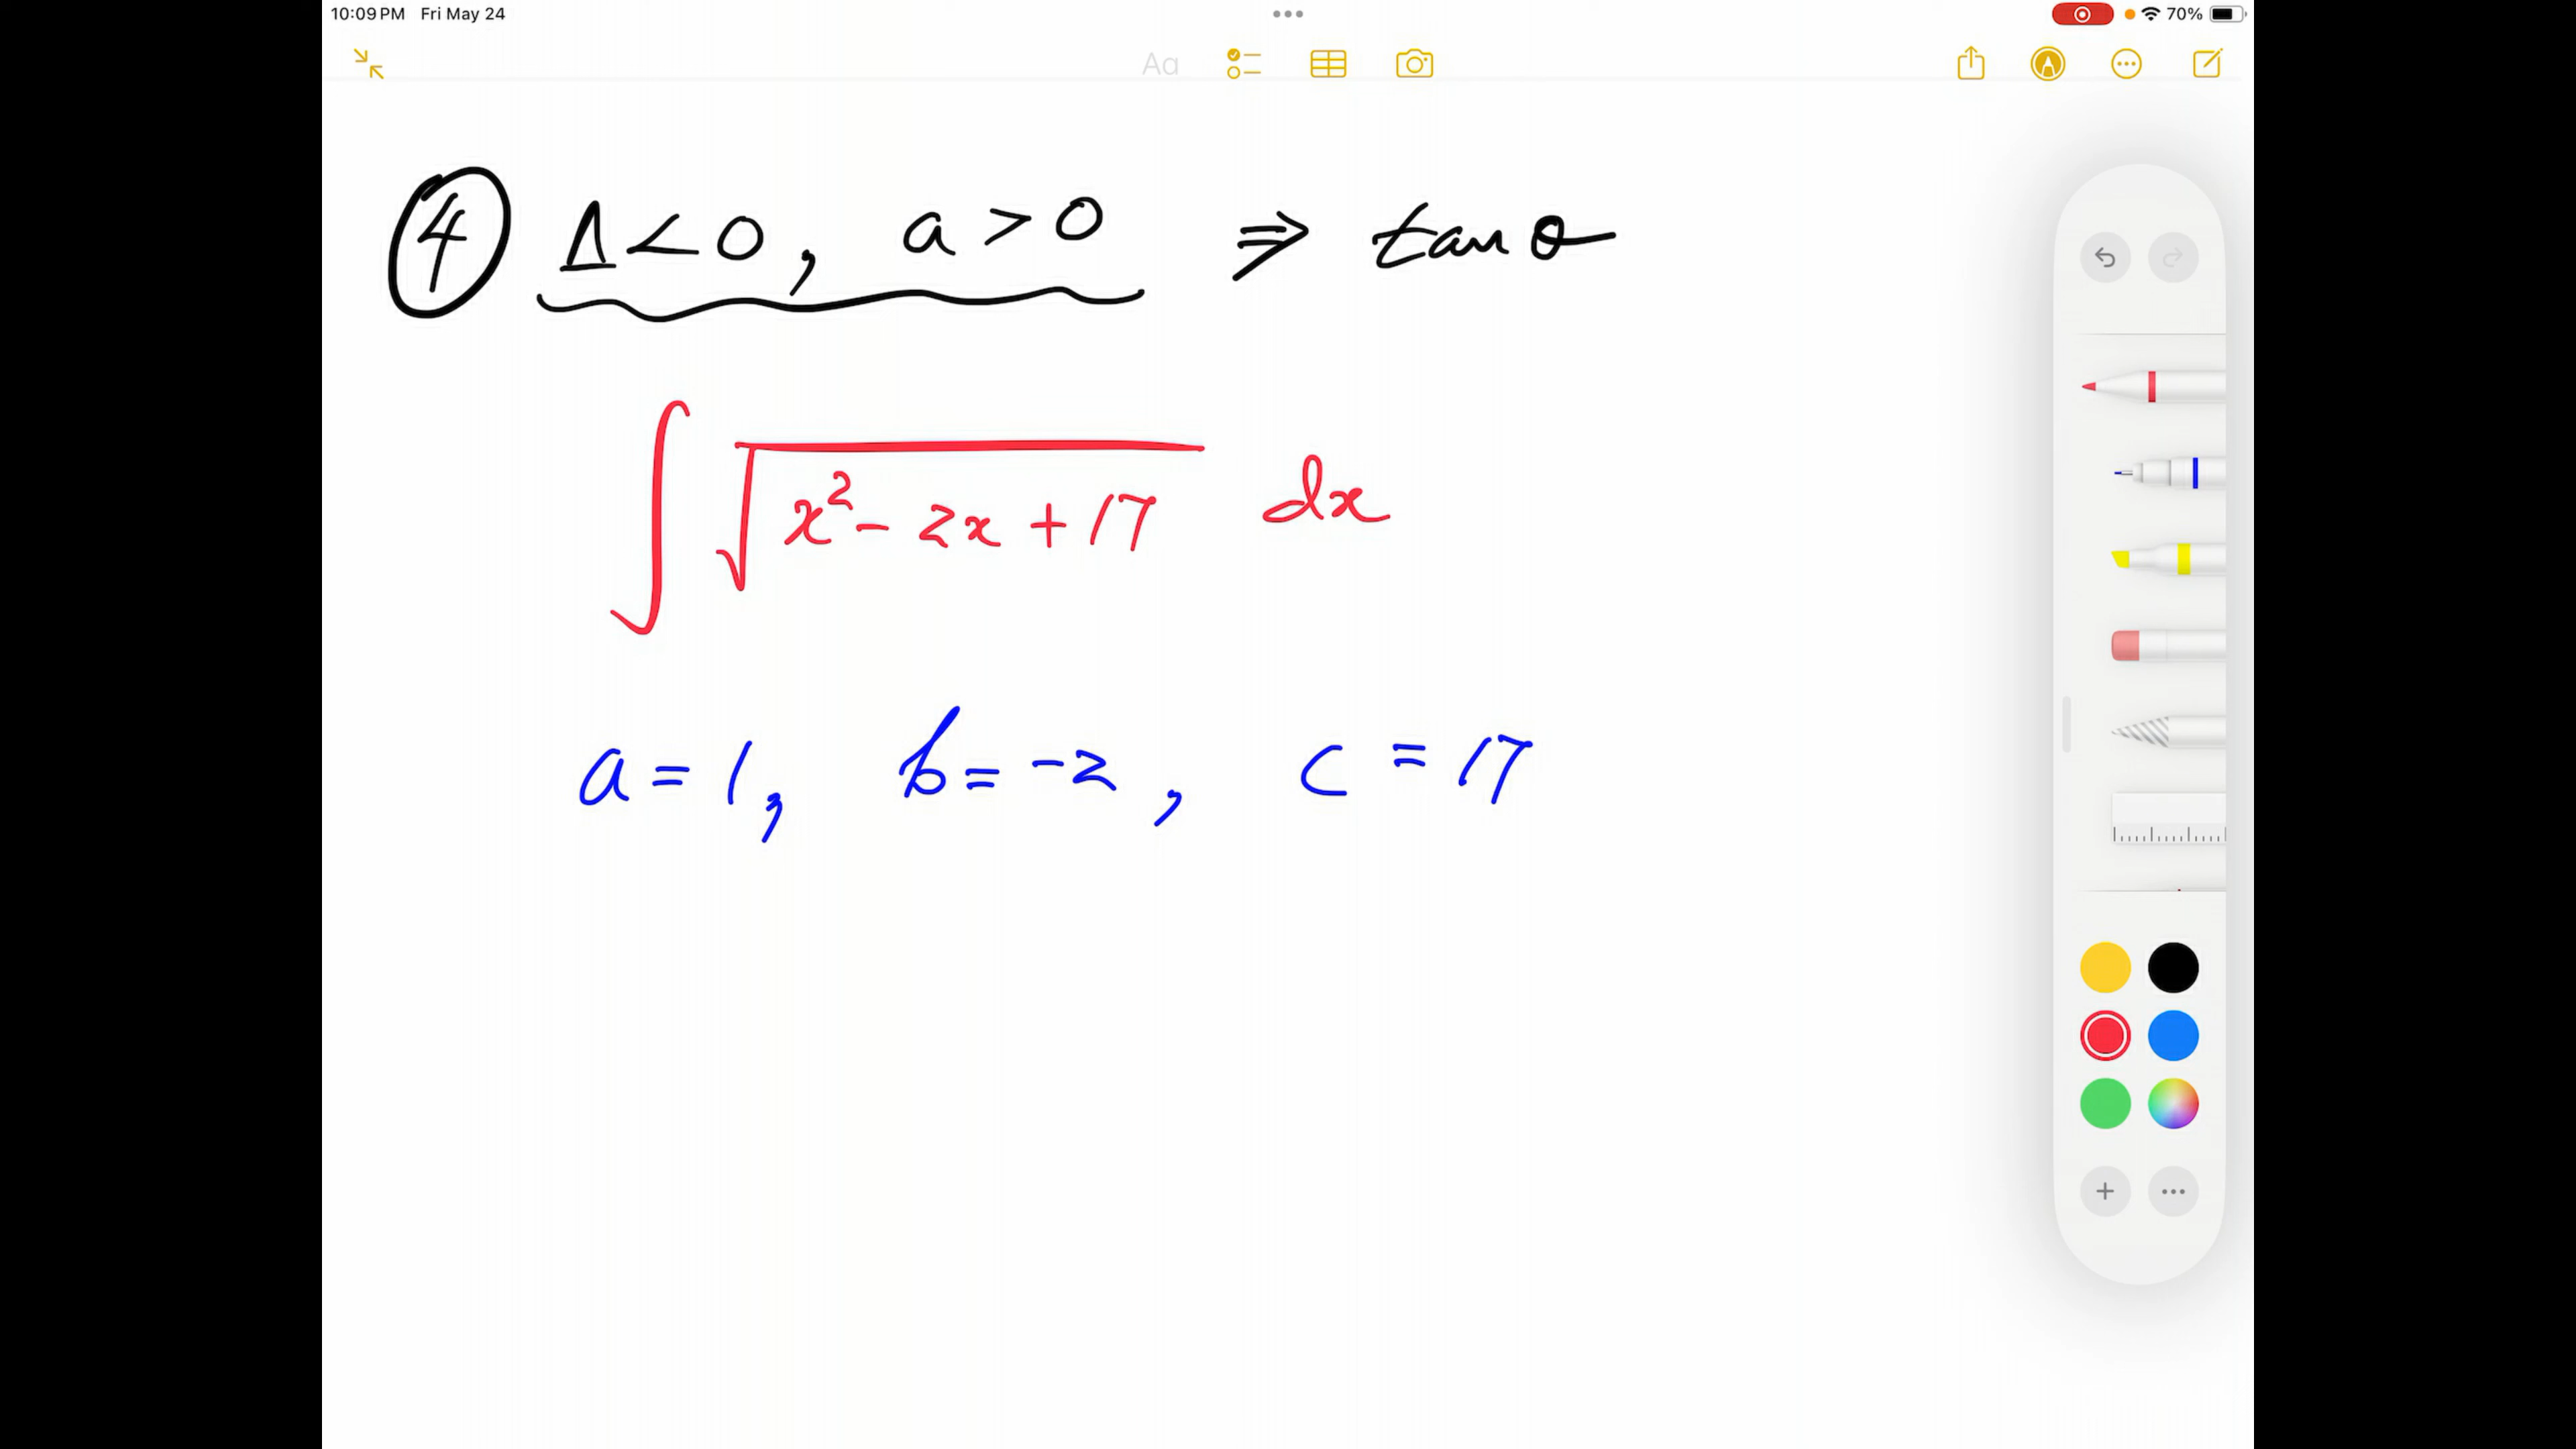 10:09 PM Fri May 24
70%
Aa
④ Δ < 0, a > 0 ⇒ tan θ
∫ √(x² - 2x + 17) dx
a = 1, b = -2, c = 17